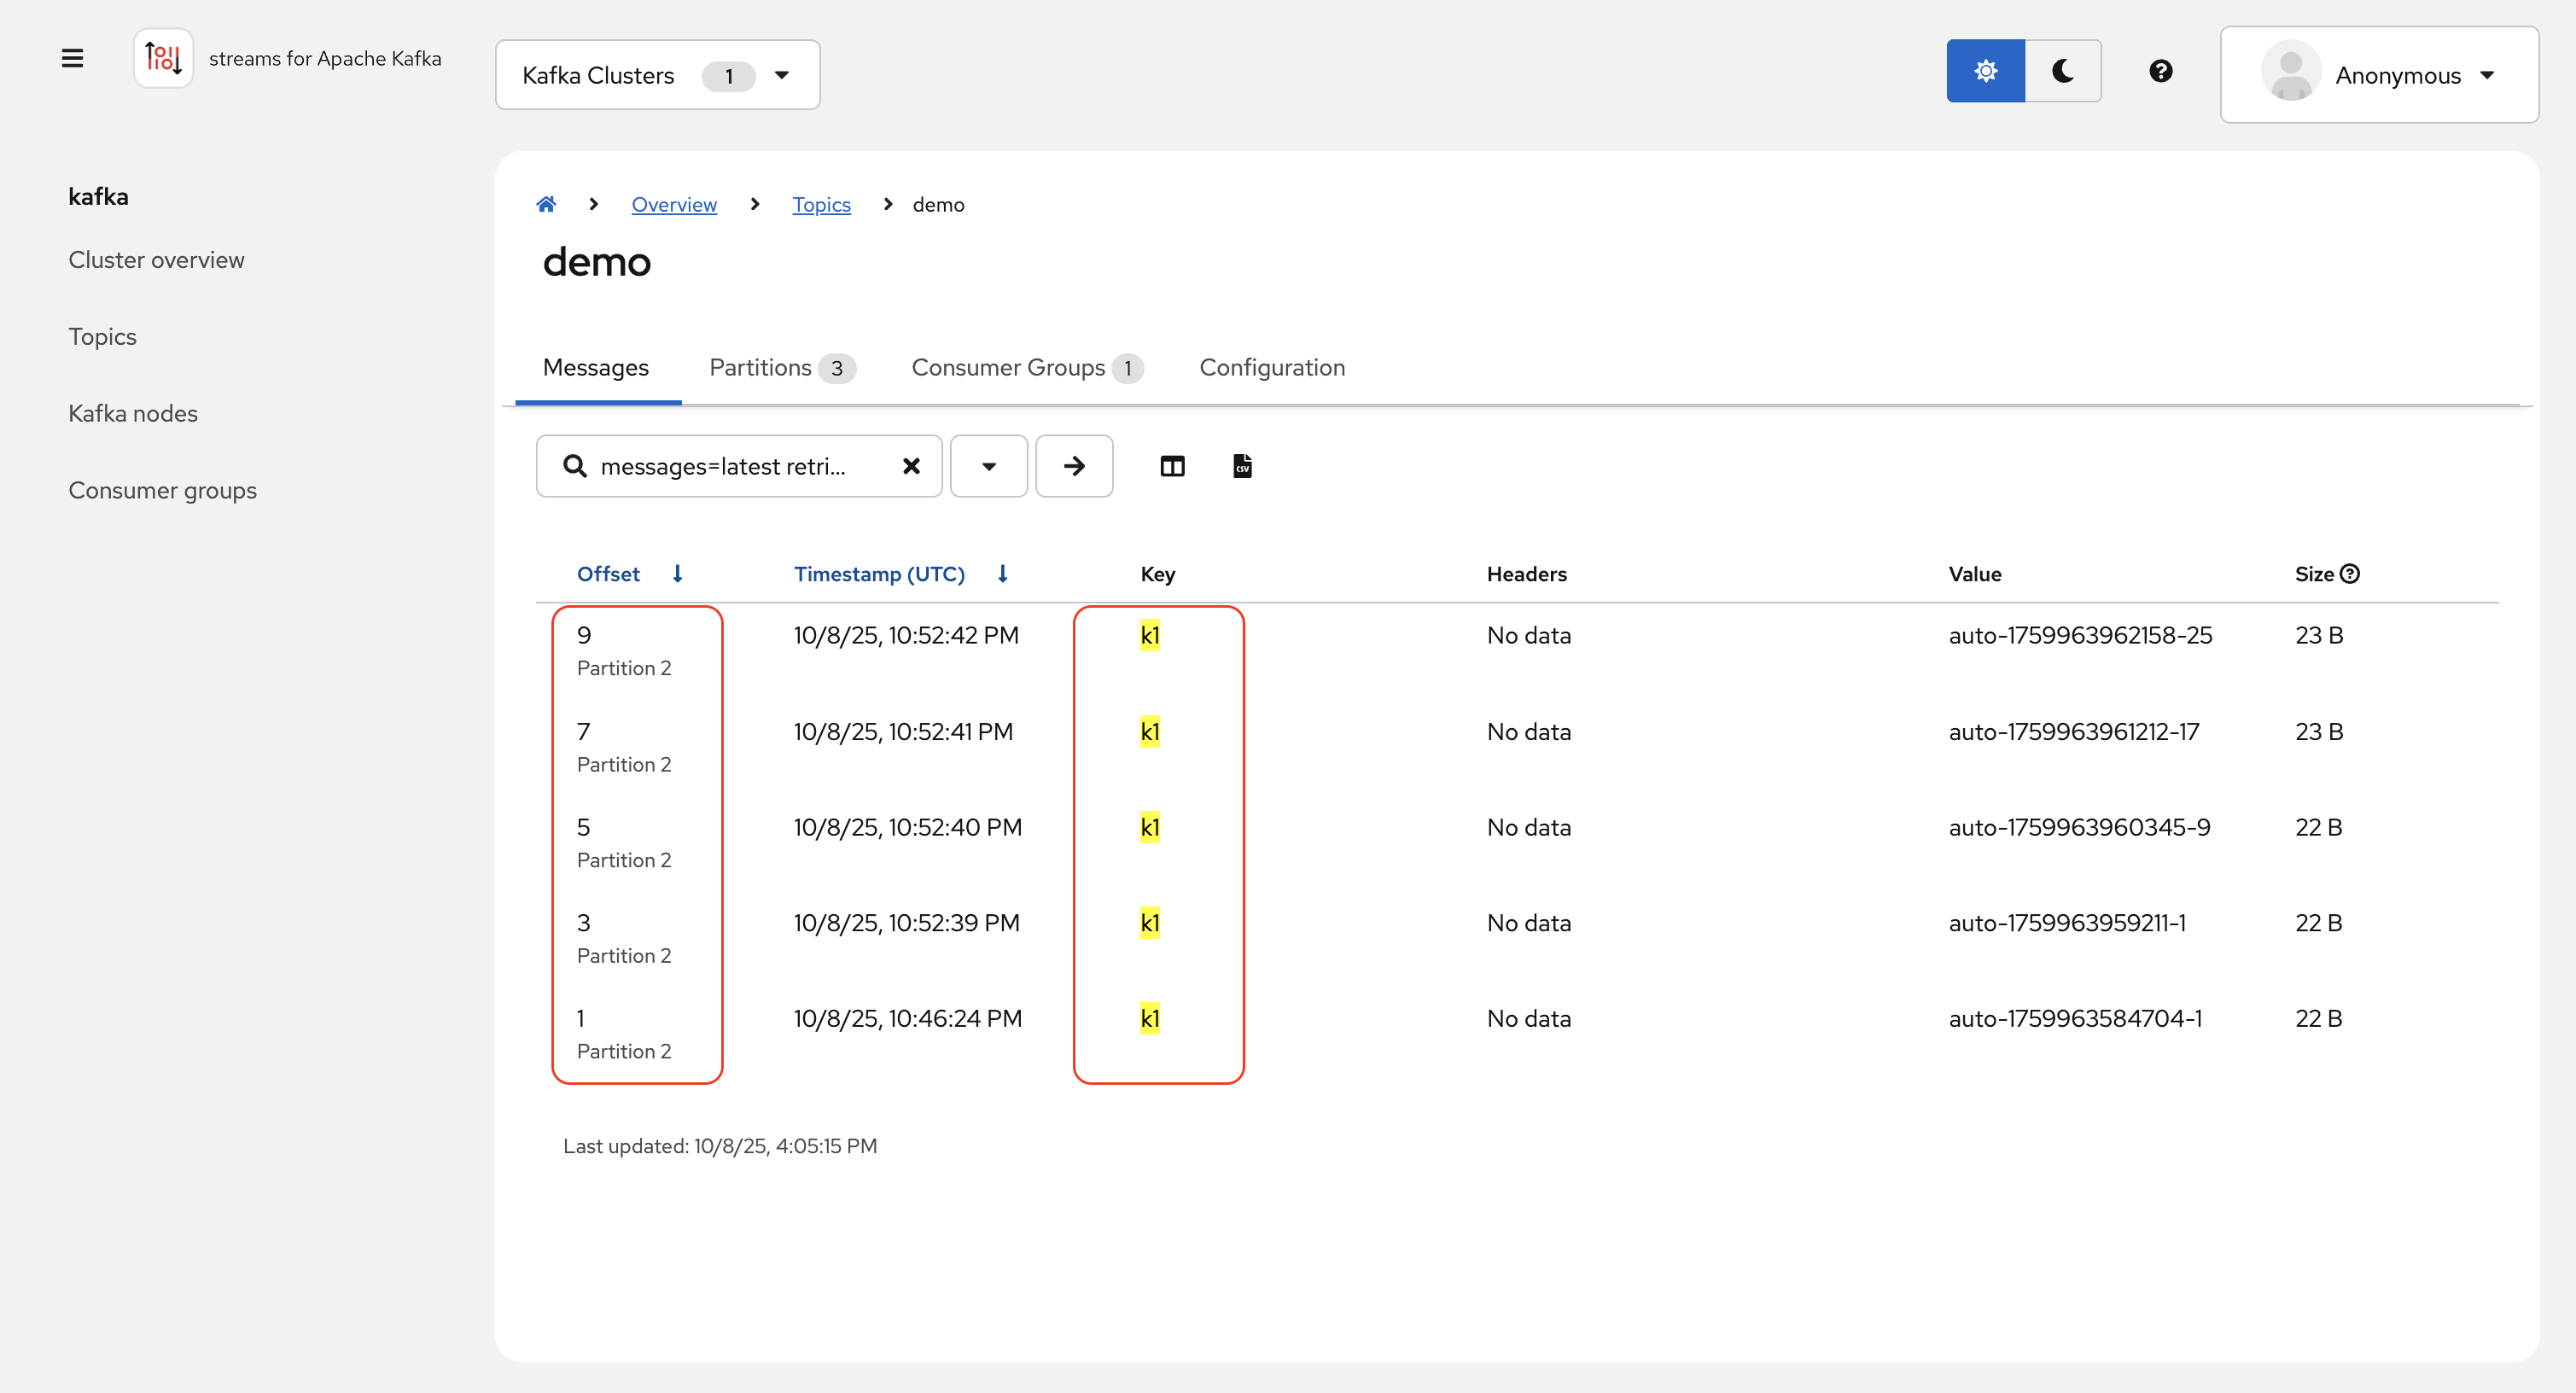 streams for Apache Kafka
Kafka Clusters 1
Anonymous
kafka
Cluster overview
Topics
Kafka nodes
Consumer groups
Overview Topics demo
demo
Messages Partitions 3 Consumer Groups 1 Configuration
messages=latest retri...
CSV
Offset Timestamp (UTC) Key Headers Value Size
9 10/8/25, 10:52:42 PM k1 No data auto-1759963962158-25 23 B
Partition 2
7 10/8/25, 10:52:41 PM k1 No data auto-1759963961212-17 23 B
Partition 2
5 10/8/25, 10:52:40 PM k1 No data auto-1759963960345-9 22 B
Partition 2
3 10/8/25, 10:52:39 PM k1 No data auto-1759963959211-1 22 B
Partition 2
1 10/8/25, 10:46:24 PM k1 No data auto-1759963584704-1 22 B
Partition 2
Last updated: 10/8/25, 4:05:15 PM